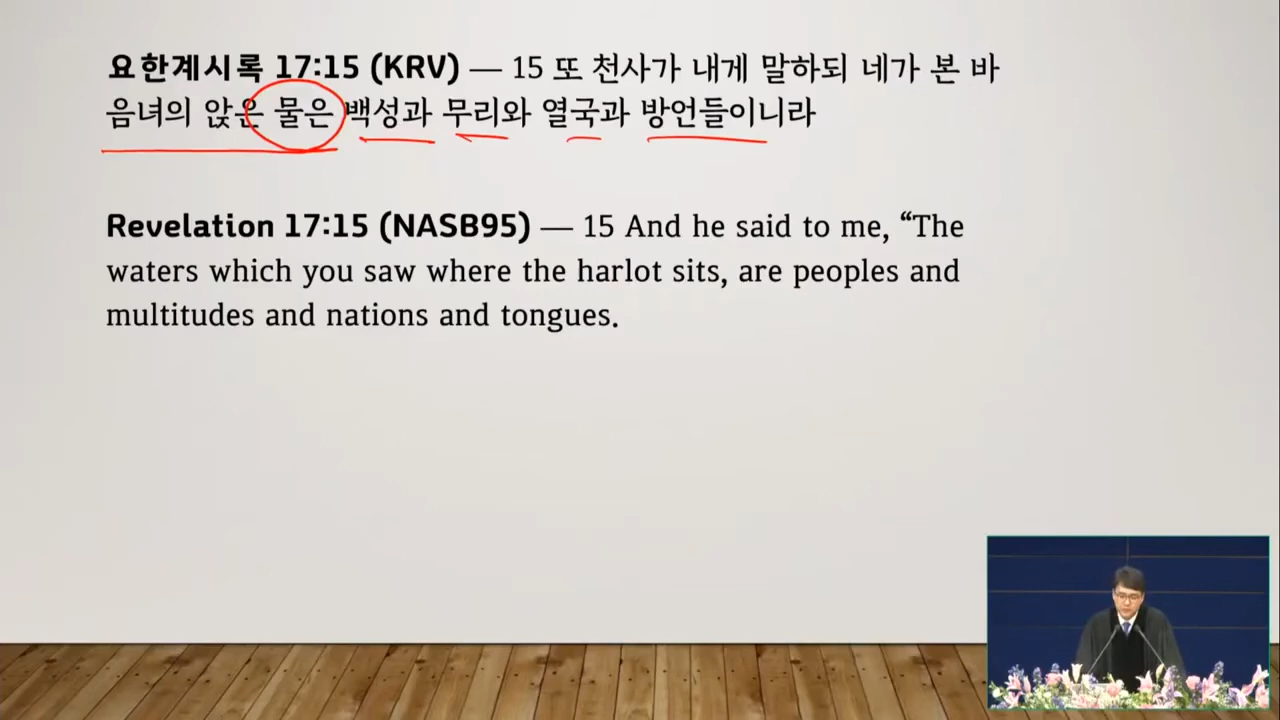 요한계시록 17:15 (KRV) — 15 또 천사가 내게 말하되 네가 본 바
음녀의 앉은 물은 백성과 무리와 열국과 방언들이니라
Revelation 17:15 (NASB95) — 15 And he said to me, “The
waters which you saw where the harlot sits, are peoples and
multitudes and nations and tongues.